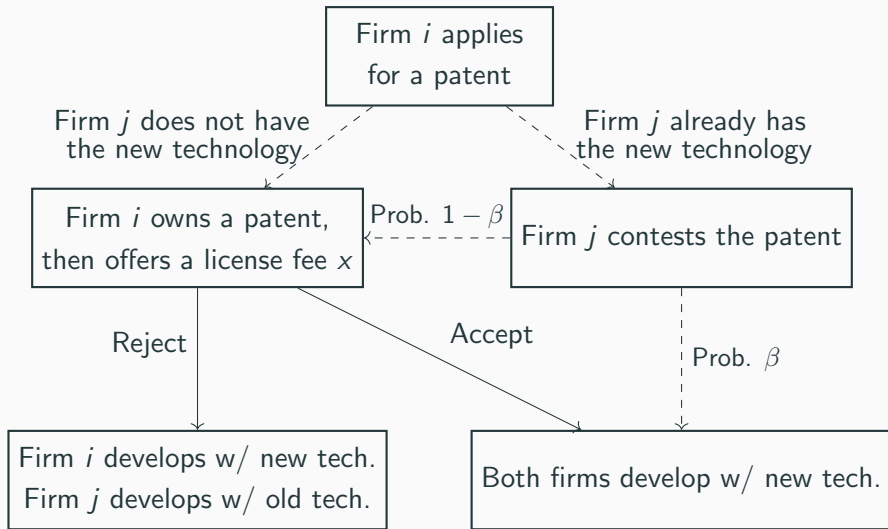 Firm i applies
for a patent
Firm j does not have
the new technology
Firm j already has
the new technology
Firm i owns a patent,
then offers a license fee x
Prob. 1 − β
Firm j contests the patent
Reject
Accept
Prob. β
Firm i develops w/ new tech.
Firm j develops w/ old tech.
Both firms develop w/ new tech.